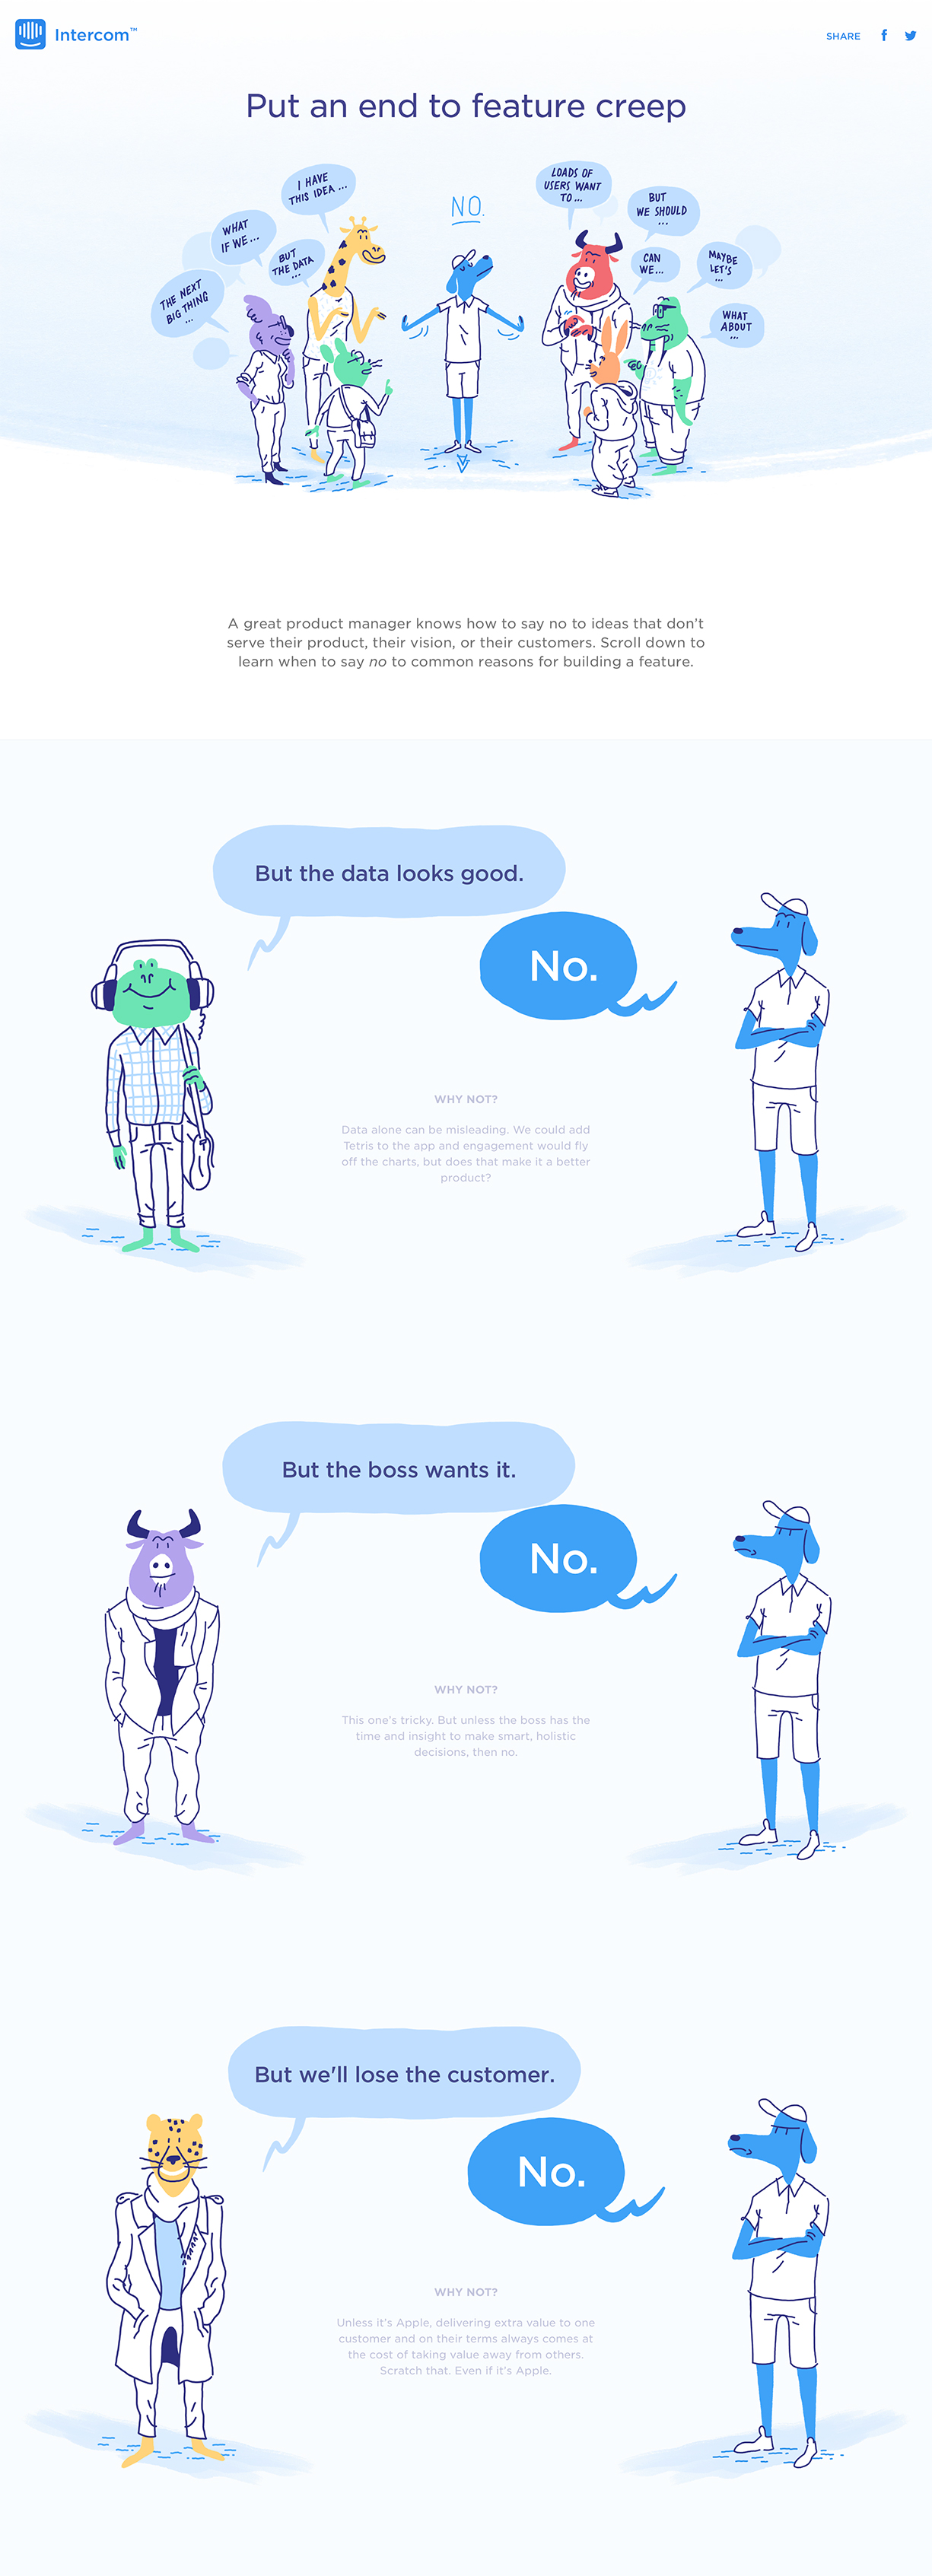 Intercom™
SHARE
Put an end to feature creep
I HAVE
THIS IDEA ...
WHAT
IF WE ...
BUT
THE DATA
...
THE NEXT
BIG THING
...
NO.
LOADS OF
USERS WANT
TO ...
BUT
WE SHOULD
...
CAN
WE ...
MAYBE
LET'S
...
WHAT
ABOUT
...
A great product manager knows how to say no to ideas that don’t
serve their product, their vision, or their customers. Scroll down to
learn when to say no to common reasons for building a feature.
But the data looks good.
No.
WHY NOT?
Data alone can be misleading. We could add
Tetris to the app and engagement would fly
off the charts, but does that make it a better
product?
But the boss wants it.
No.
WHY NOT?
This one’s tricky. But unless the boss has the
time and insight to make smart, holistic
decisions, then no.
But we'll lose the customer.
No.
WHY NOT?
Unless it’s Apple, delivering extra value to one
customer and on their terms always comes at
the cost of taking value away from others.
Scratch that. Even if it’s Apple.